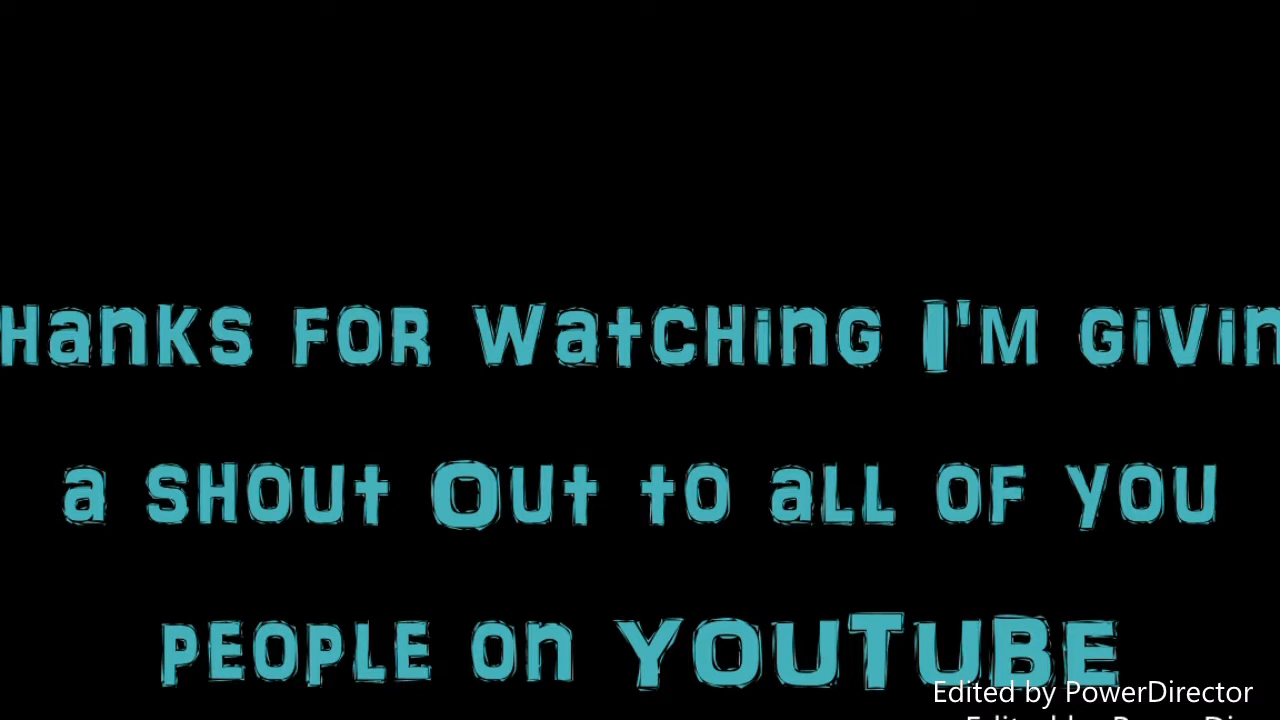 hanks for watching I'm givin
a shout Out to all of you
people on YOUTUBE
Edited by PowerDirector